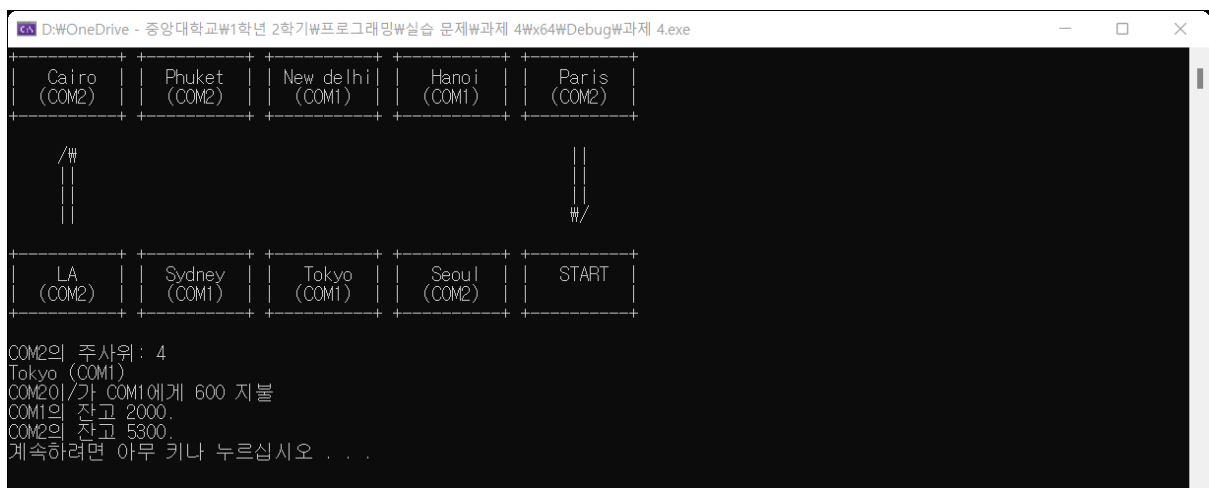 D:₩OneDrive - 중앙대학교₩1학년 2학기₩프로그래밍₩실습 문제₩과제 4₩x64₩Debug₩과제 4.exe
+----------+ +----------+ +----------+ +----------+ +----------+
|   Cairo  | |  Phuket  | |New delhi| |   Hanoi  | |   Paris  |
|  (COM2)  | |  (COM2)  | |  (COM1)  | |  (COM1)  | |  (COM2)  |
+----------+ +----------+ +----------+ +----------+ +----------+
/₩ ||
|| ||
|| ||
|| ₩/
+----------+ +----------+ +----------+ +----------+ +----------+
|    LA    | |  Sydney  | |   Tokyo  | |   Seoul  | |   START  |
|  (COM2)  | |  (COM1)  | |  (COM1)  | |  (COM2)  | |          |
+----------+ +----------+ +----------+ +----------+ +----------+
COM2의 주사위: 4
Tokyo (COM1)
COM2이/가 COM1에게 600 지불
COM1의 잔고 2000.
COM2의 잔고 5300.
계속하려면 아무 키나 누르십시오 . . .